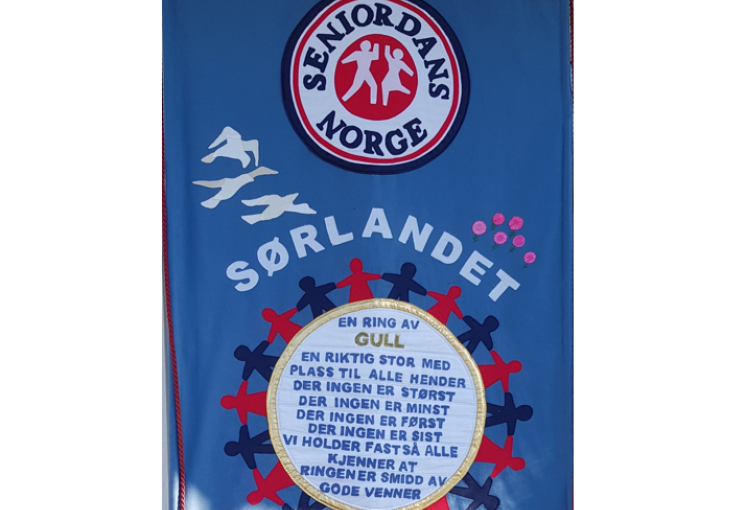 SENIORDANS
NORGE
SØRLANDET
EN RING AV
GULL
EN RIKTIG STOR MED
PLASS TIL ALLE HENDER
DER INGEN ER STØRST
DER INGEN ER MINST
DER INGEN ER FØRST
DER INGEN ER SIST
VI HOLDER FAST SÅ ALLE
KJENNER AT
RINGEN ER SMIDD AV
GODE VENNER